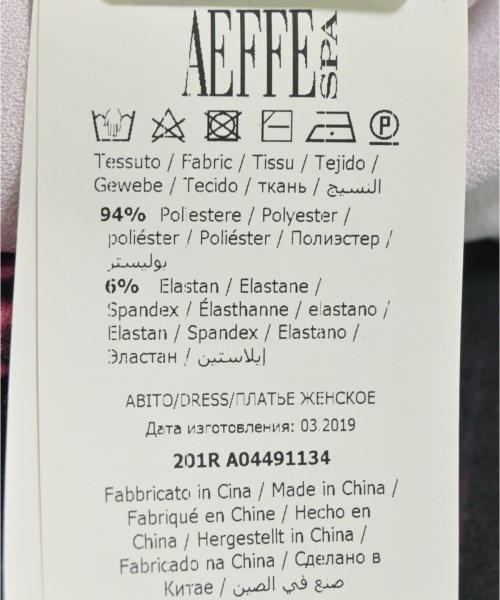 AEFFE SPA
P
Tessuto / Fabric / Tissu / Tejido /
Gewebe / Tecido / ткань / النسيج
94% Poliestere / Polyester /
poliéster / Poliéster / Полиэстер /
بوليستر
6% Elastan / Elastane /
Spandex / Élasthanne / elastano /
Elastan / Spandex / Elastano /
Эластан / إيلاستين
ABITO/DRESS/ПЛАТЬЕ ЖЕНСКОЕ
Дата изготовления: 03.2019
201R A04491134
Fabbricato in Cina / Made in China /
Fabriqué en Chine / Hecho en
China / Hergestellt in China /
Fabricado na China / Сделано в
Китае / صنع في الصين